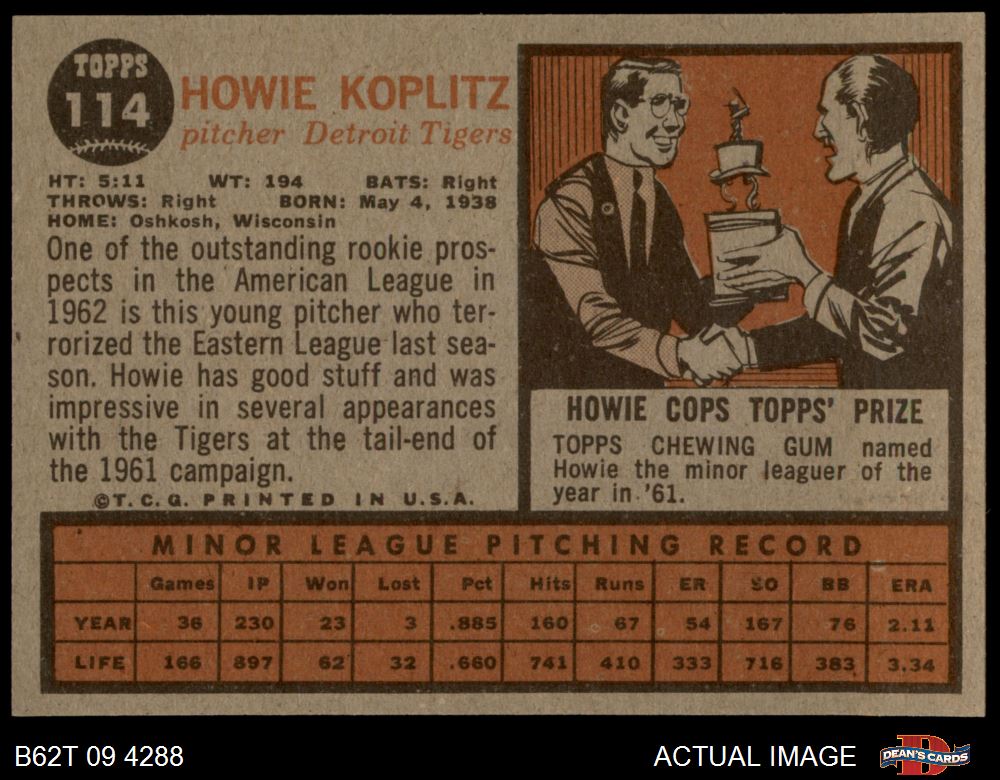 TOPPS
114
HOWIE KOPLITZ
pitcher Detroit Tigers
HT: 5:11 WT: 194 BATS: Right
THROWS: Right BORN: May 4, 1938
HOME: Oshkosh, Wisconsin
One of the outstanding rookie pros-
pects in the American League in
1962 is this young pitcher who ter-
rorized the Eastern League last sea-
son. Howie has good stuff and was
impressive in several appearances
with the Tigers at the tail-end of
the 1961 campaign.
©T.C.G. PRINTED IN U.S.A.
HOWIE COPS TOPPS' PRIZE
TOPPS CHEWING GUM named
Howie the minor leaguer of the
year in '61.
MINOR LEAGUE PITCHING RECORD
Games IP Won Lost Pct Hits Runs ER SO BB ERA
YEAR 36 230 23 3 .885 160 67 54 167 76 2.11
LIFE 166 897 62 32 .660 741 410 333 716 383 3.34
B62T 09 4288
ACTUAL IMAGE
D
DEAN'S CARDS